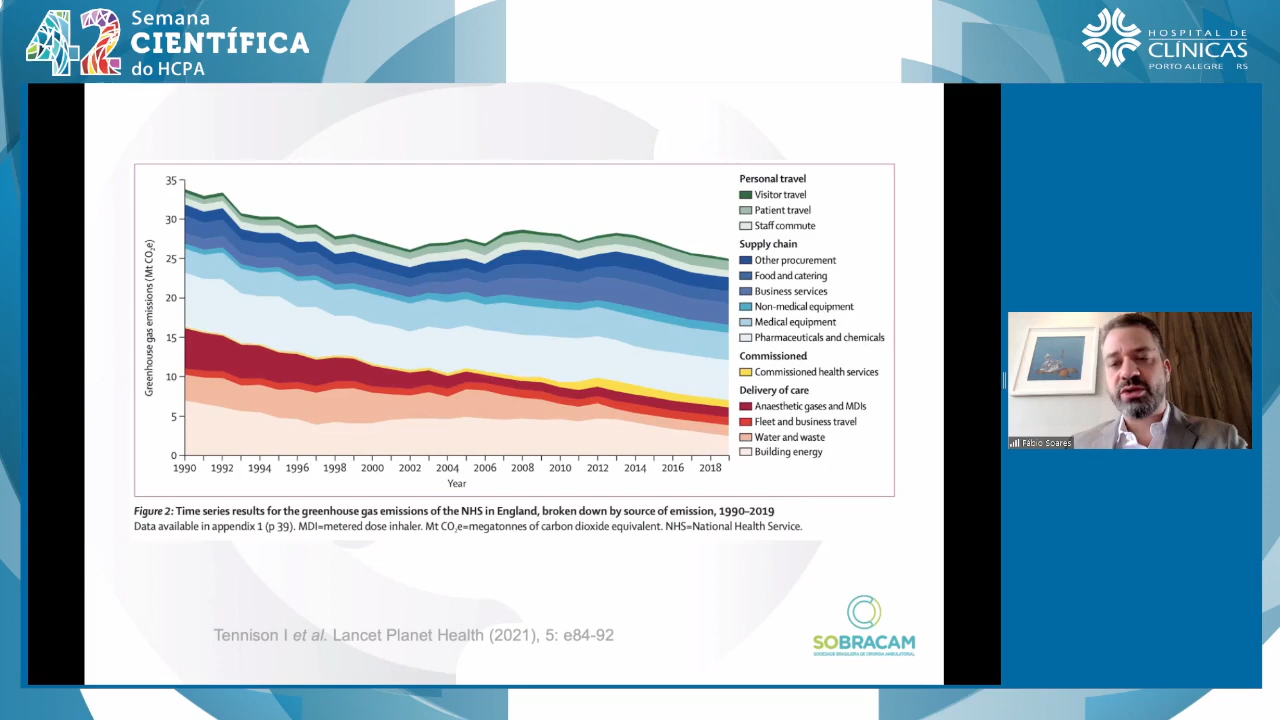 42 Semana
CIENTÍFICA
do HCPA
HOSPITAL DE
CLÍNICAS
PORTO ALEGRE RS
Greenhouse gas emissions (Mt CO₂e)
35
30
25
20
15
10
5
0
1990 1992 1994 1996 1998 2000 2002 2004 2006 2008 2010 2012 2014 2016 2018
Year
Personal travel
Visitor travel
Patient travel
Staff commute
Supply chain
Other procurement
Food and catering
Business services
Non-medical equipment
Medical equipment
Pharmaceuticals and chemicals
Commissioned
Commissioned health services
Delivery of care
Anaesthetic gases and MDIs
Fleet and business travel
Water and waste
Building energy
Figure 2: Time series results for the greenhouse gas emissions of the NHS in England, broken down by source of emission, 1990–2019
Data available in appendix 1 (p 39). MDI=metered dose inhaler. Mt CO₂e=megatonnes of carbon dioxide equivalent. NHS=National Health Service.
Tennison I et al. Lancet Planet Health (2021), 5: e84-92
SOBRACAM
SOCIEDADE BRASILEIRA DE CIRURGIA AMBULATORIAL
Fábio Soares